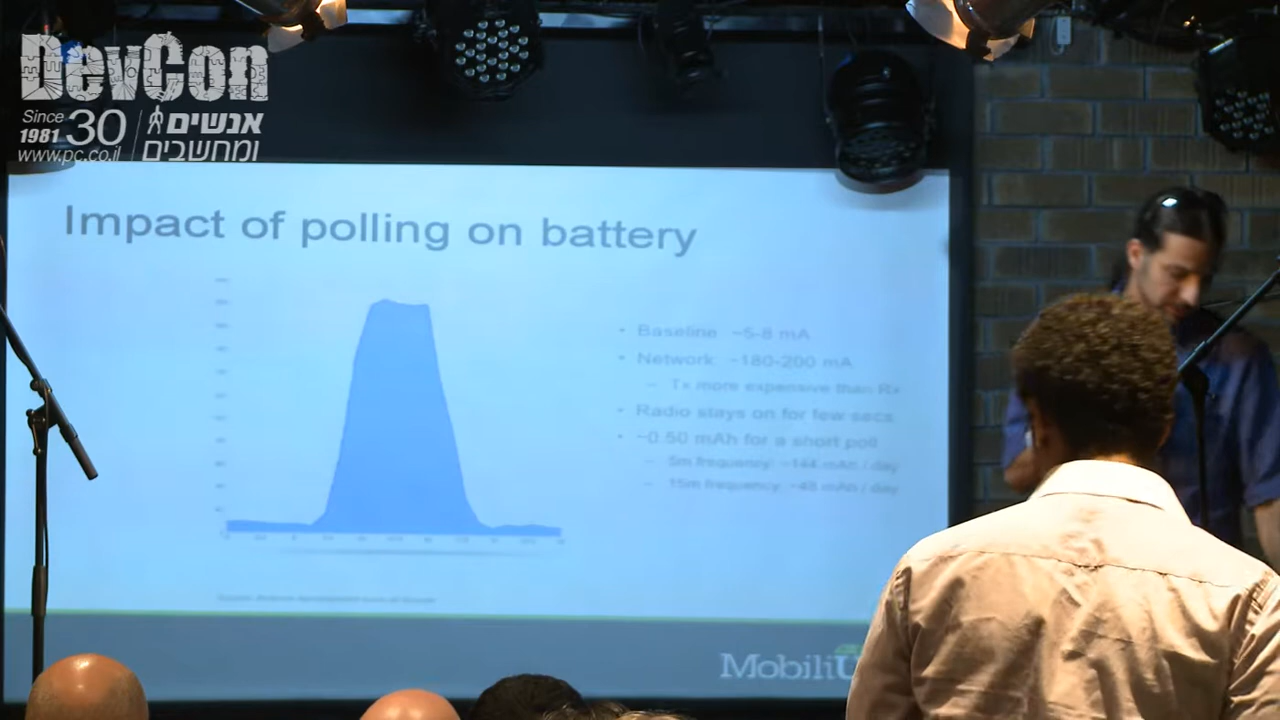 DevCon
Since
1981 30
אנשים
ומחשבים
www.pc.co.il
Impact of polling on battery
• Baseline ~5-8 mA
• Network ~180-200 mA
– Tx more expensive than Rx
• Radio stays on for few secs
• ~0.50 mAh for a short poll
– 5m frequency: ~144 mAh / day
– 15m frequency: ~48 mAh / day
MobiliU